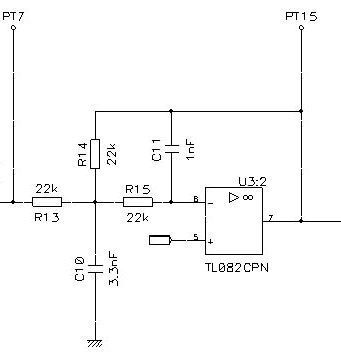 PT7
PT15
R14
22k
C11
1nF
U3:2
22k
R13
R15
22k
6
-
▷ ∞
7
5
+
TL082CPN
C10
3.3nF